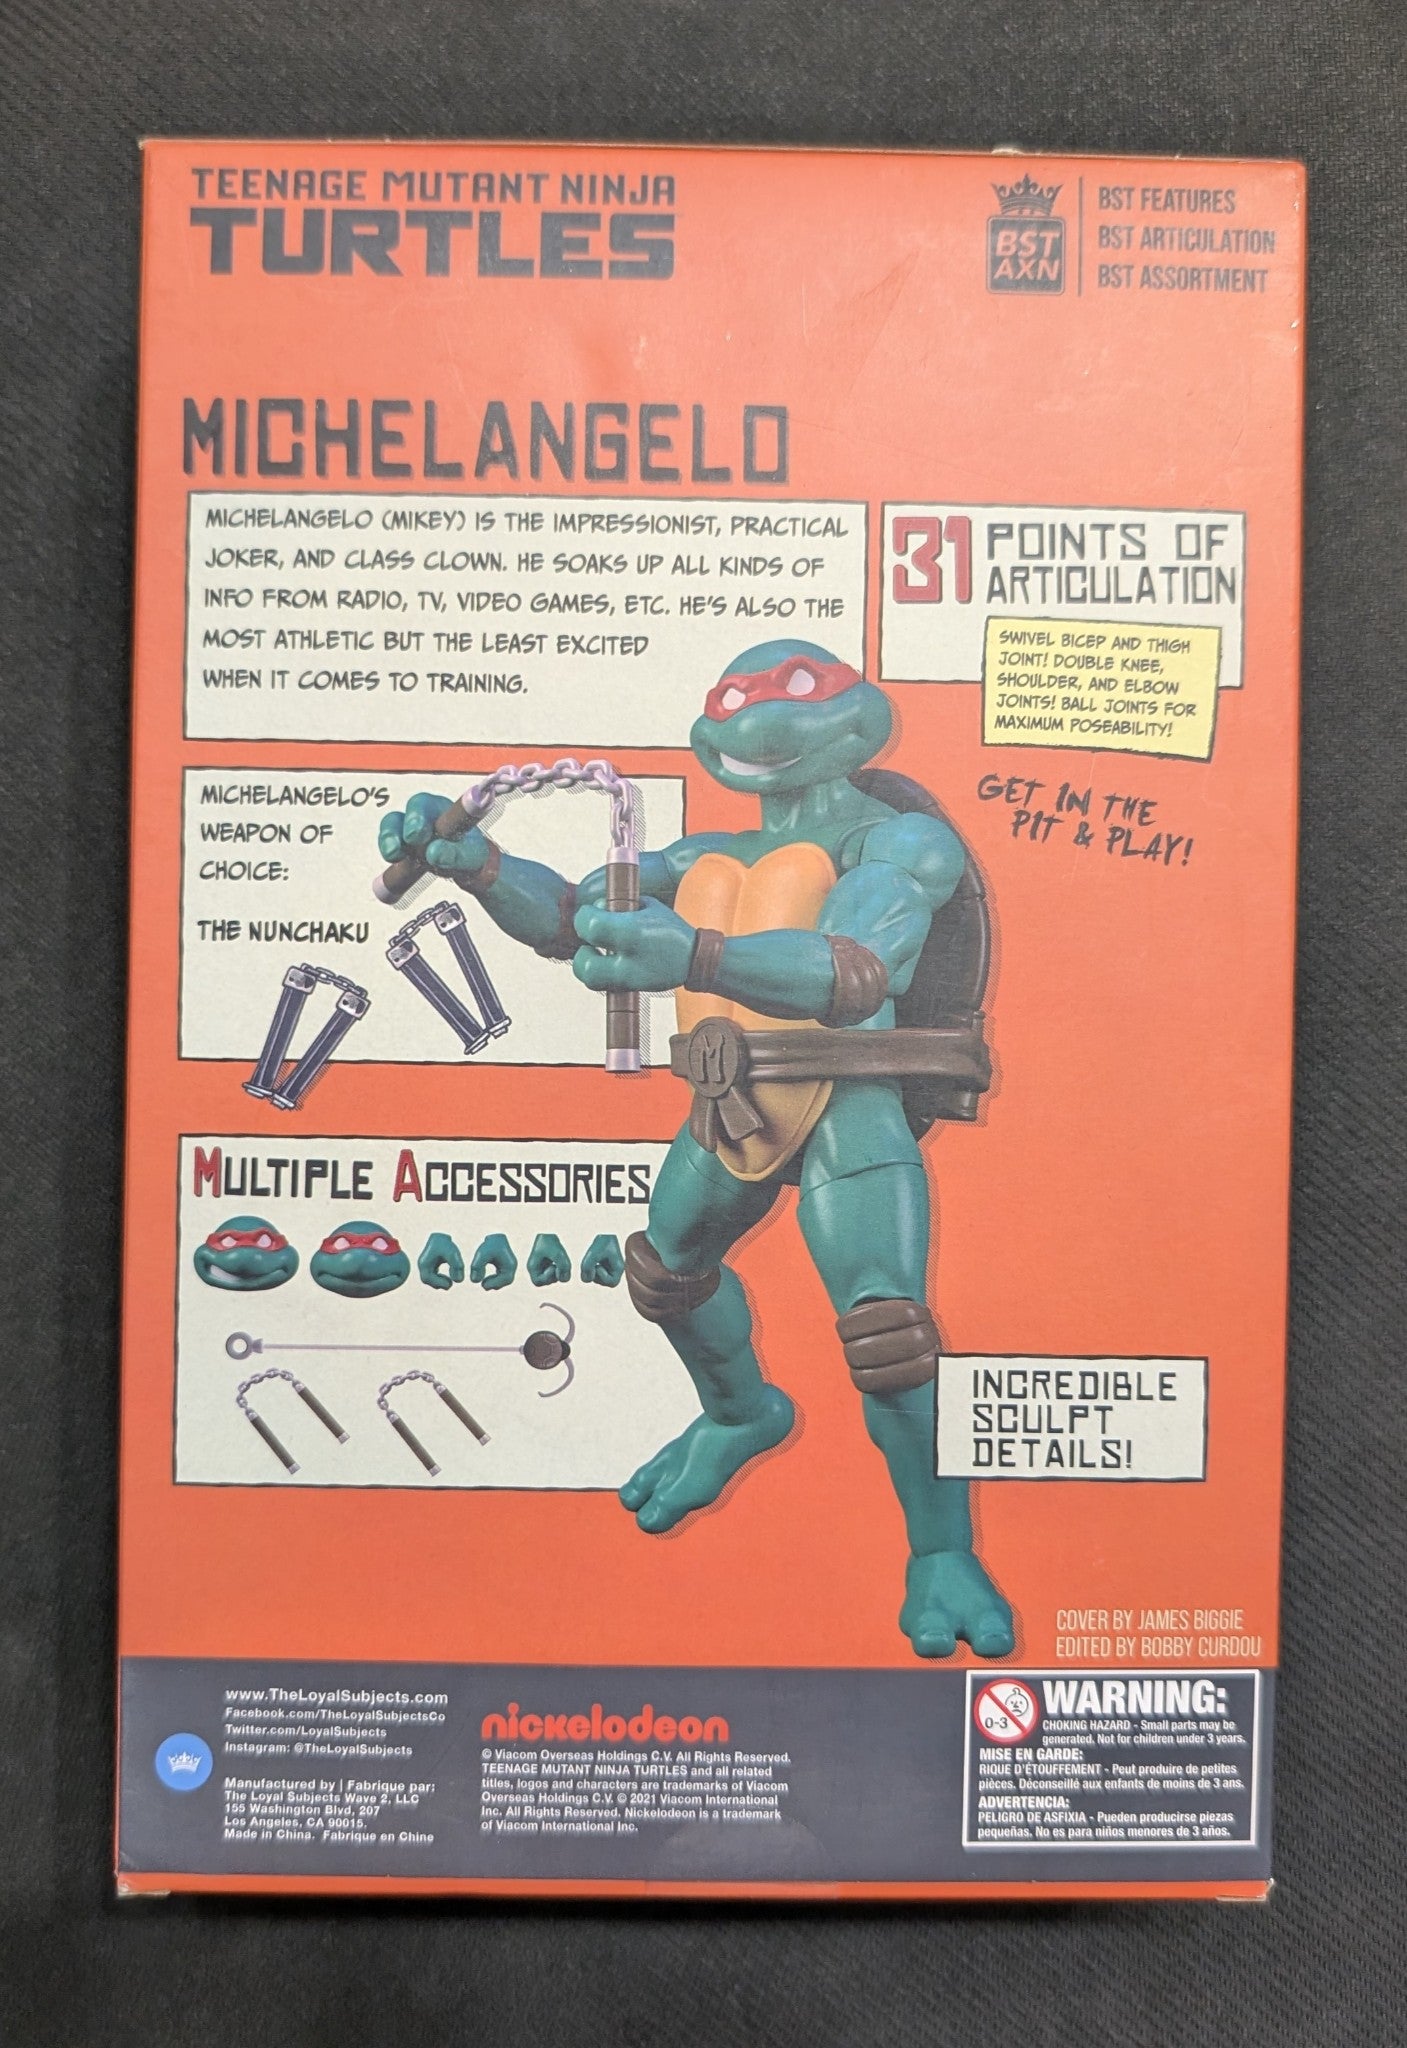 TEENAGE MUTANT NINJA
TURTLES
BST
AXN
BST FEATURES
BST ARTICULATION
BST ASSORTMENT
MICHELANGELO
MICHELANGELO (MIKEY) IS THE IMPRESSIONIST, PRACTICAL
JOKER, AND CLASS CLOWN. HE SOAKS UP ALL KINDS OF
INFO FROM RADIO, TV, VIDEO GAMES, ETC. HE'S ALSO THE
MOST ATHLETIC BUT THE LEAST EXCITED
WHEN IT COMES TO TRAINING.
31 POINTS OF
ARTICULATION
SWIVEL BICEP AND THIGH
JOINT! DOUBLE KNEE,
SHOULDER, AND ELBOW
JOINTS! BALL JOINTS FOR
MAXIMUM POSEABILITY!
GET IN THE
PIT & PLAY!
MICHELANGELO'S
WEAPON OF
CHOICE:
THE NUNCHAKU
M
MULTIPLE ACCESSORIES
INCREDIBLE
SCULPT
DETAILS!
COVER BY JAMES BIGGIE
EDITED BY BOBBY CURDOU
www.TheLoyalSubjects.com
Facebook.com/TheLoyalSubjectsCo
Twitter.com/LoyalSubjects
Instagram: @TheLoyalSubjects
Manufactured by | Fabrique par:
The Loyal Subjects Wave 2, LLC
155 Washington Blvd, 207
Los Angeles, CA 90015.
Made in China. Fabrique en Chine
nickelodeon
© Viacom Overseas Holdings C.V. All Rights Reserved.
TEENAGE MUTANT NINJA TURTLES and all related
titles, logos and characters are trademarks of Viacom
Overseas Holdings C.V. © 2021 Viacom International
Inc. All Rights Reserved. Nickelodeon is a trademark
of Viacom International Inc.
0-3
WARNING:
CHOKING HAZARD - Small parts may be
generated. Not for children under 3 years.
MISE EN GARDE:
RIQUE D'ÉTOUFFEMENT - Peut produire de petites
pièces. Déconseillé aux enfants de moins de 3 ans.
ADVERTENCIA:
PELIGRO DE ASFIXIA - Pueden producirse piezas
pequeñas. No es para niños menores de 3 años.